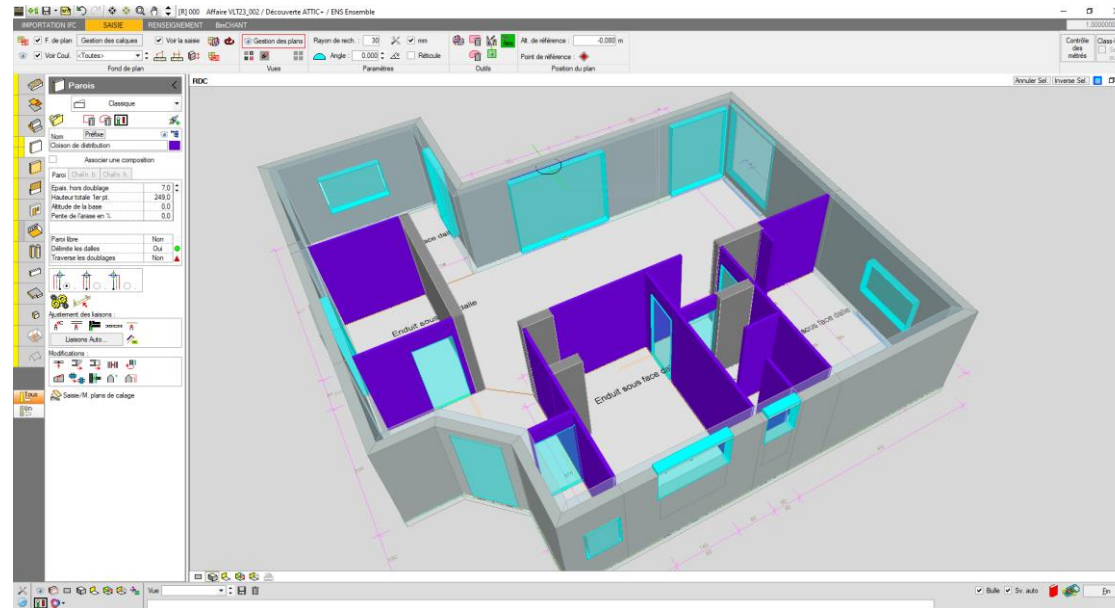 [R] 000 Affaire VLT23_002 / Découverte ATTIC+ / ENS Ensemble
IMPORTATION IFC SAISIE RENSEIGNEMENT BimCHANT
F. de plan Gestion des calques Voir la saisie Gestion des plans Rayon de rech. : 30 mm Alt. de référence : -0.080 m
Voir Coul. <Toutes> Angle : 0,000 Réticule Point de référence :
Fond de plan Vues Paramètres Outils Position du plan
Contrôle
des
métrés
Parois
RDC
Annuler Sel. Inverse Sel.
Classique
Nom Préfixe
Cloison de distribution
Associer une composition
Paroi Chaîn. b. Chaîn. h.
Epais. hors doublage 7,0
Hauteur totale 1er pt. 249,0
Altitude de la base 0.0
Pente de l'arase en % 0.0
Paroi libre Non
Délimite les dalles Oui
Traverse les doublages Non
Ajustement des liaisons :
Liaisons Auto...
Modifications :
Tous
Saisie/M. plans de calage
Enduit sous face dalle
Enduit sous face da
sous face dalle
Vue
Bulle Sv. auto